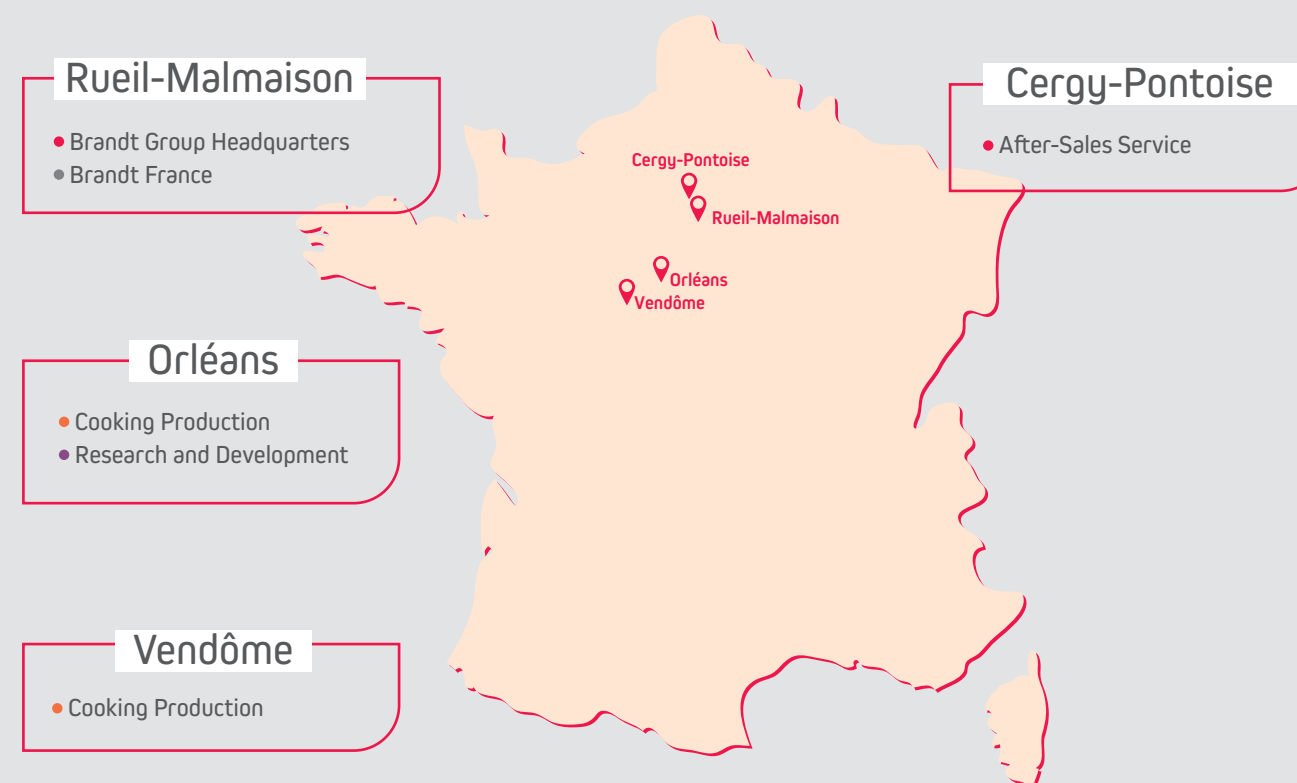 Rueil-Malmaison
Brandt Group Headquarters
Brandt France
Cergy-Pontoise
After-Sales Service
Cergy-Pontoise
Rueil-Malmaison
Orléans
Vendôme
Orléans
Cooking Production
Research and Development
Vendôme
Cooking Production